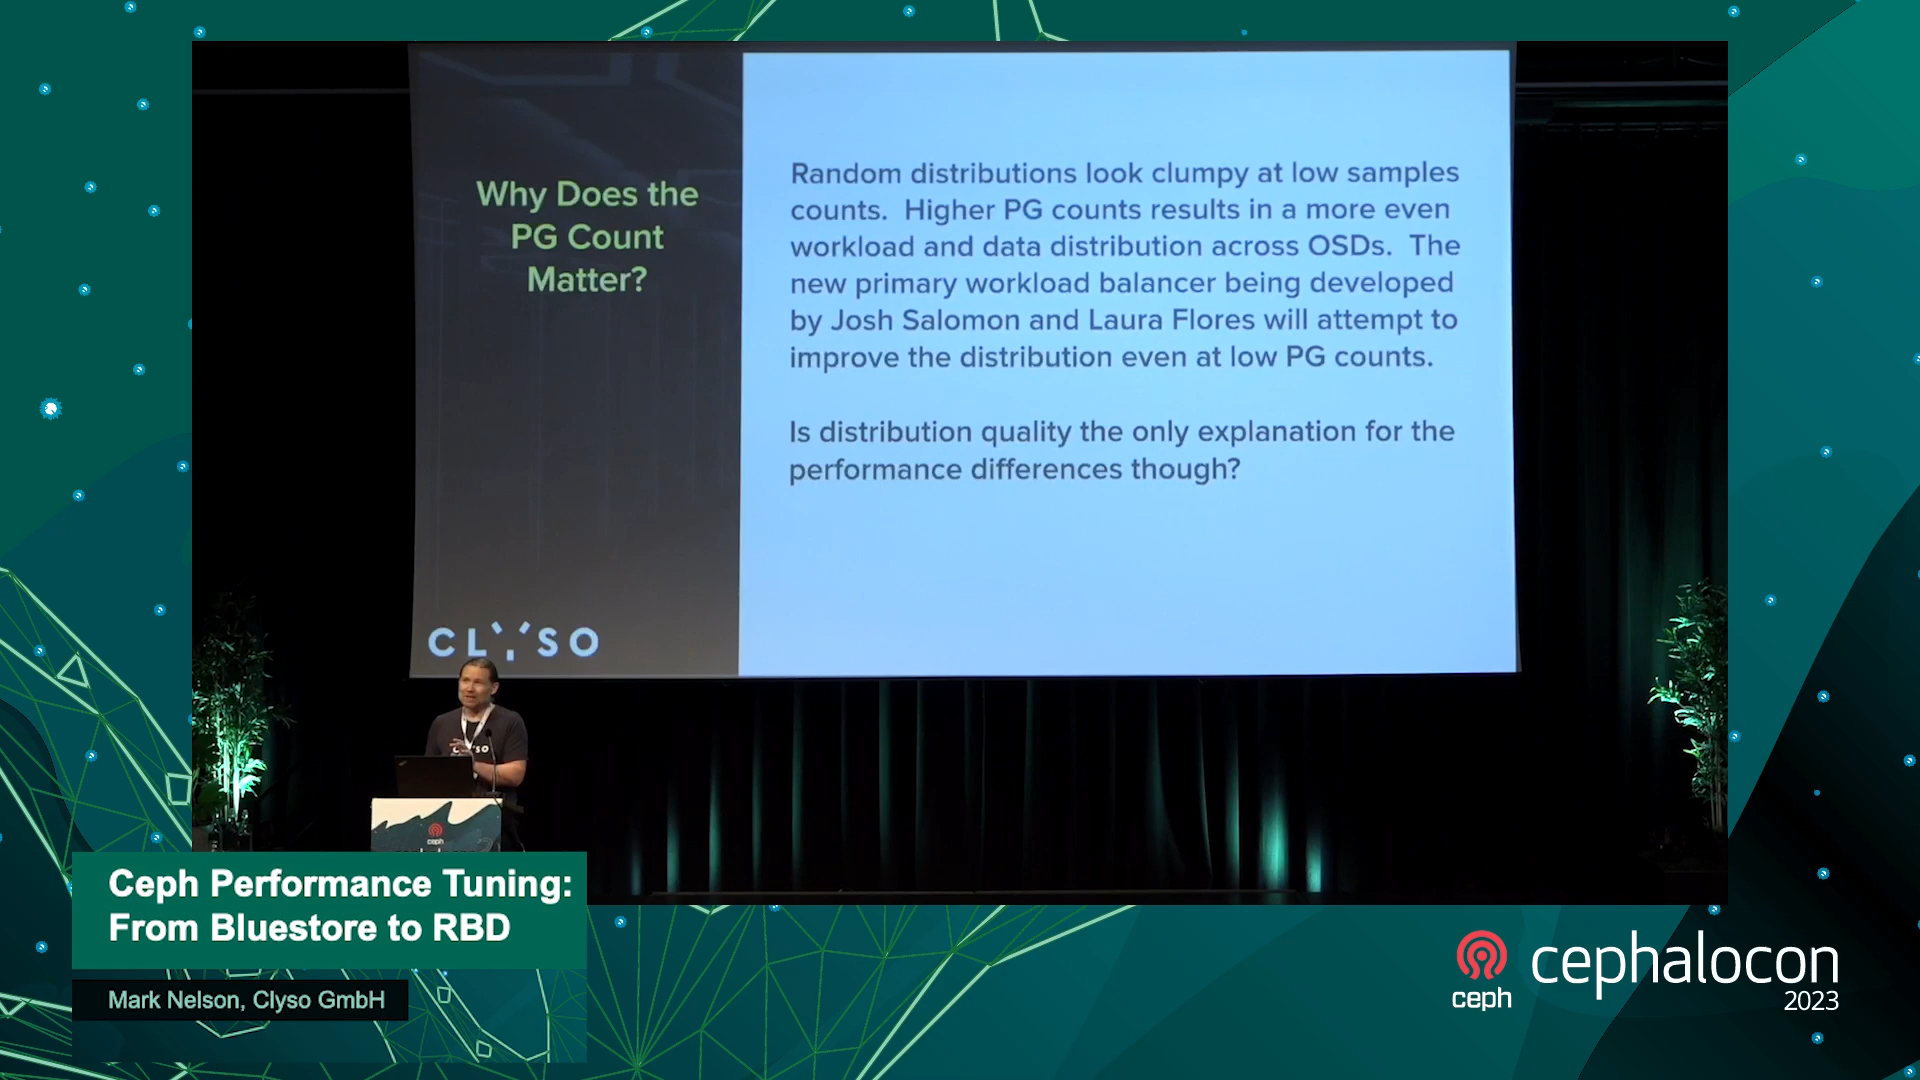 Why Does the
PG Count
Matter?
Random distributions look clumpy at low samples
counts.  Higher PG counts results in a more even
workload and data distribution across OSDs.  The
new primary workload balancer being developed
by Josh Salomon and Laura Flores will attempt to
improve the distribution even at low PG counts.
Is distribution quality the only explanation for the
performance differences though?
CLYSO
CLYSO
ceph
Ceph Performance Tuning:
From Bluestore to RBD
Mark Nelson, Clyso GmbH
ceph
cephalocon
2023